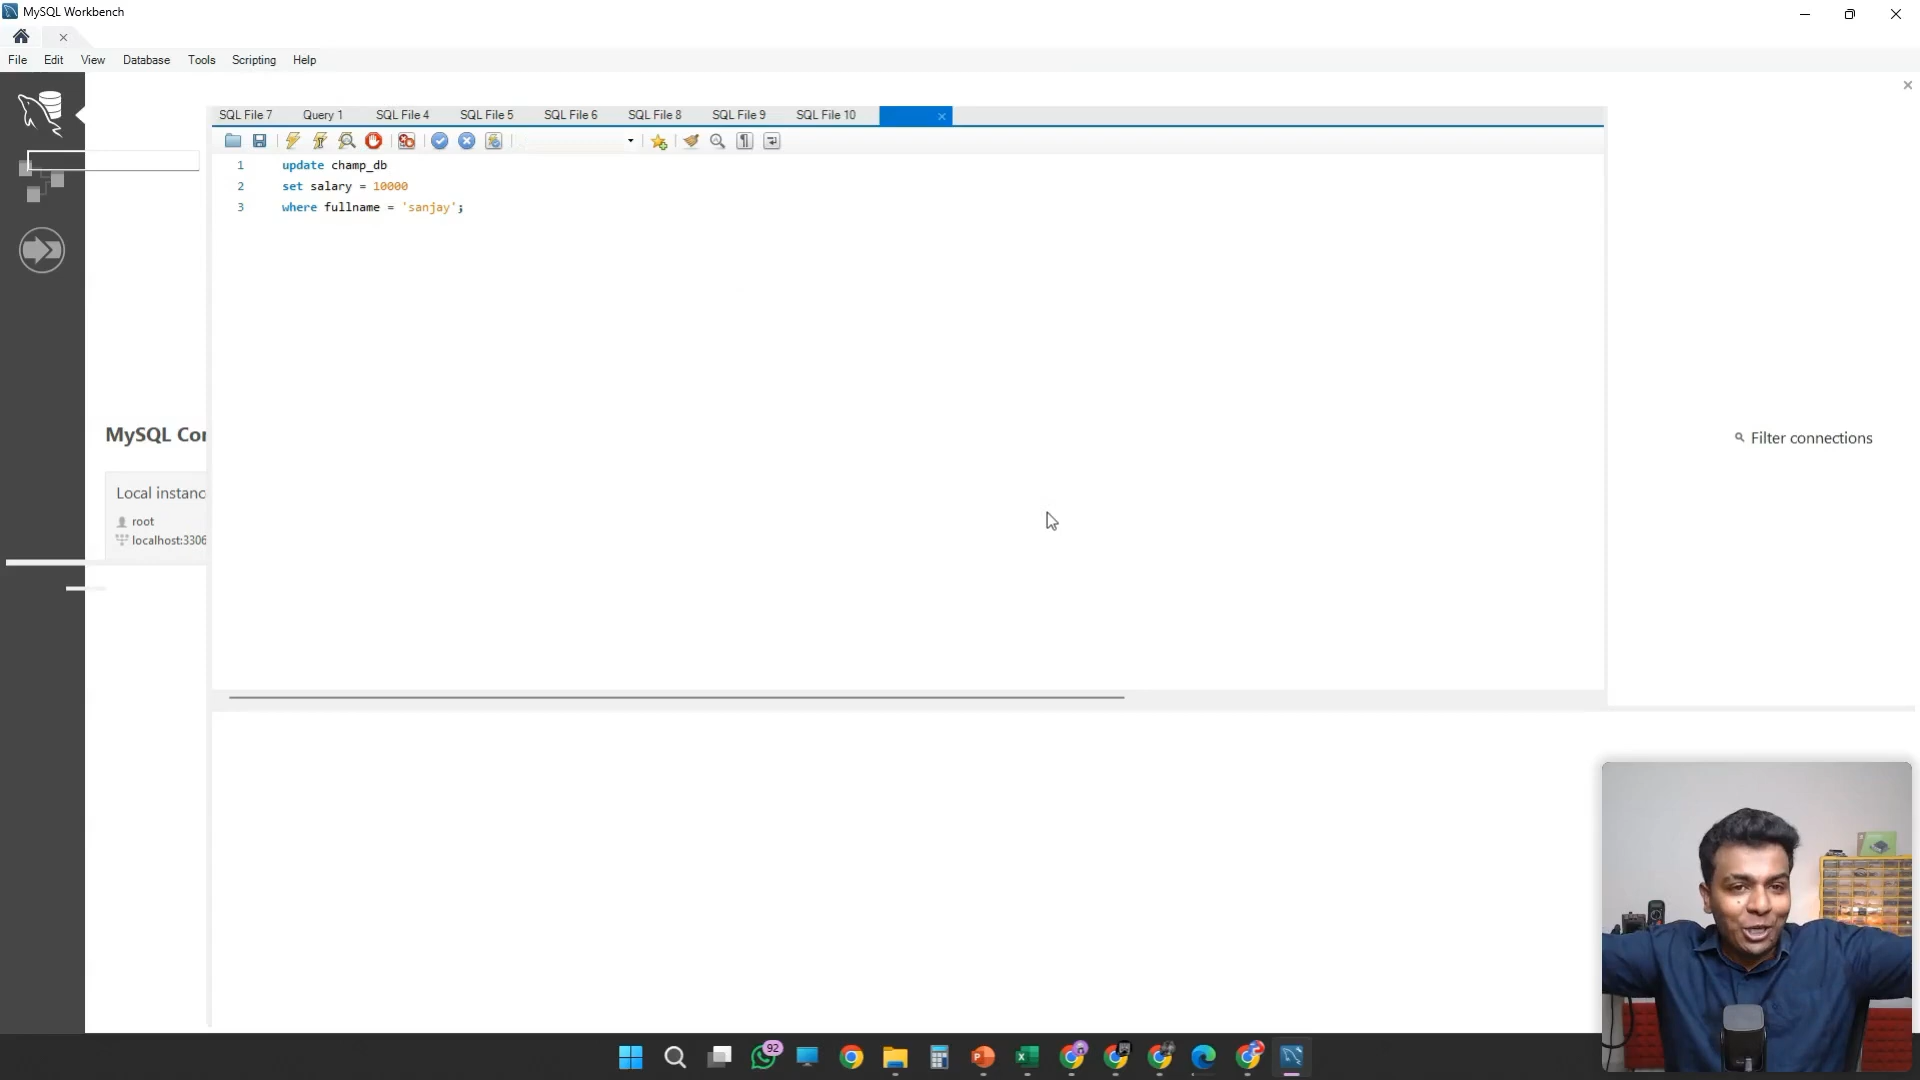 MySQL Workbench
File Edit View Database Tools Scripting Help
SQL File 7 Query 1 SQL File 4 SQL File 5 SQL File 6 SQL File 8 SQL File 9 SQL File 10
1 update champ_db
2 set salary = 10000
3 where fullname = 'sanjay';
MySQL Con
Filter connections
Local instanc
root
localhost:3306
92